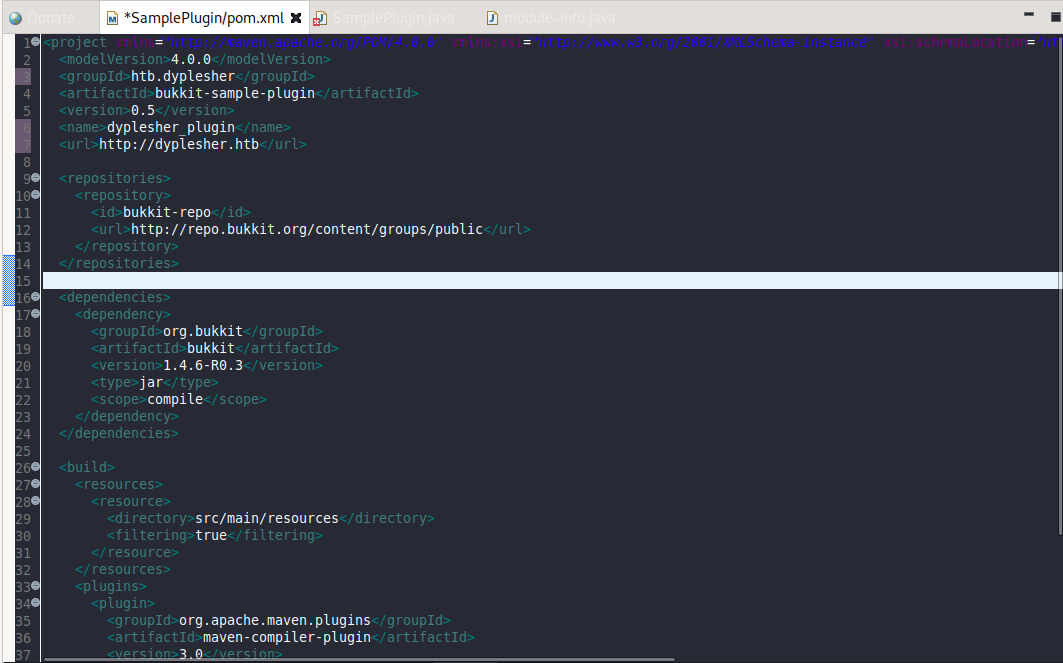 Donate *SamplePlugin/pom.xml SamplePlugin.java module-info.java
1 <project xmlns="http://maven.apache.org/POM/4.0.0" xmlns:xsi="http://www.w3.org/2001/XMLSchema-instance" xsi:schemaLocation="ht
2 <modelVersion>4.0.0</modelVersion>
3 <groupId>htb.dyplesher</groupId>
4 <artifactId>bukkit-sample-plugin</artifactId>
5 <version>0.5</version>
6 <name>dyplesher_plugin</name>
7 <url>http://dyplesher.htb</url>
8
9 <repositories>
10 <repository>
11 <id>bukkit-repo</id>
12 <url>http://repo.bukkit.org/content/groups/public</url>
13 </repository>
14 </repositories>
15
16 <dependencies>
17 <dependency>
18 <groupId>org.bukkit</groupId>
19 <artifactId>bukkit</artifactId>
20 <version>1.4.6-R0.3</version>
21 <type>jar</type>
22 <scope>compile</scope>
23 </dependency>
24 </dependencies>
25
26 <build>
27 <resources>
28 <resource>
29 <directory>src/main/resources</directory>
30 <filtering>true</filtering>
31 </resource>
32 </resources>
33 <plugins>
34 <plugin>
35 <groupId>org.apache.maven.plugins</groupId>
36 <artifactId>maven-compiler-plugin</artifactId>
37 <version>3.0</version>